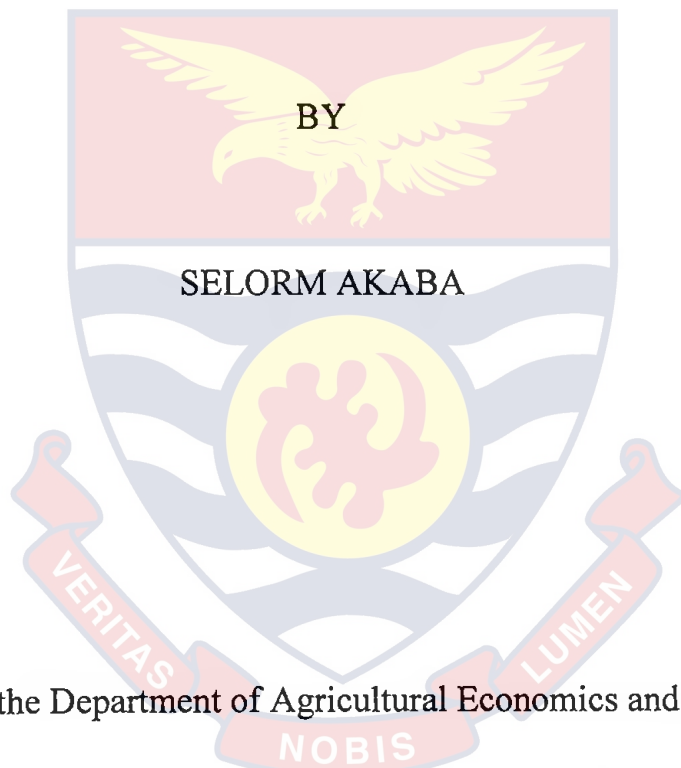 BY
SELORM AKABA
VERITAS
LUMEN
the Department of Agricultural Economics and
NOBIS